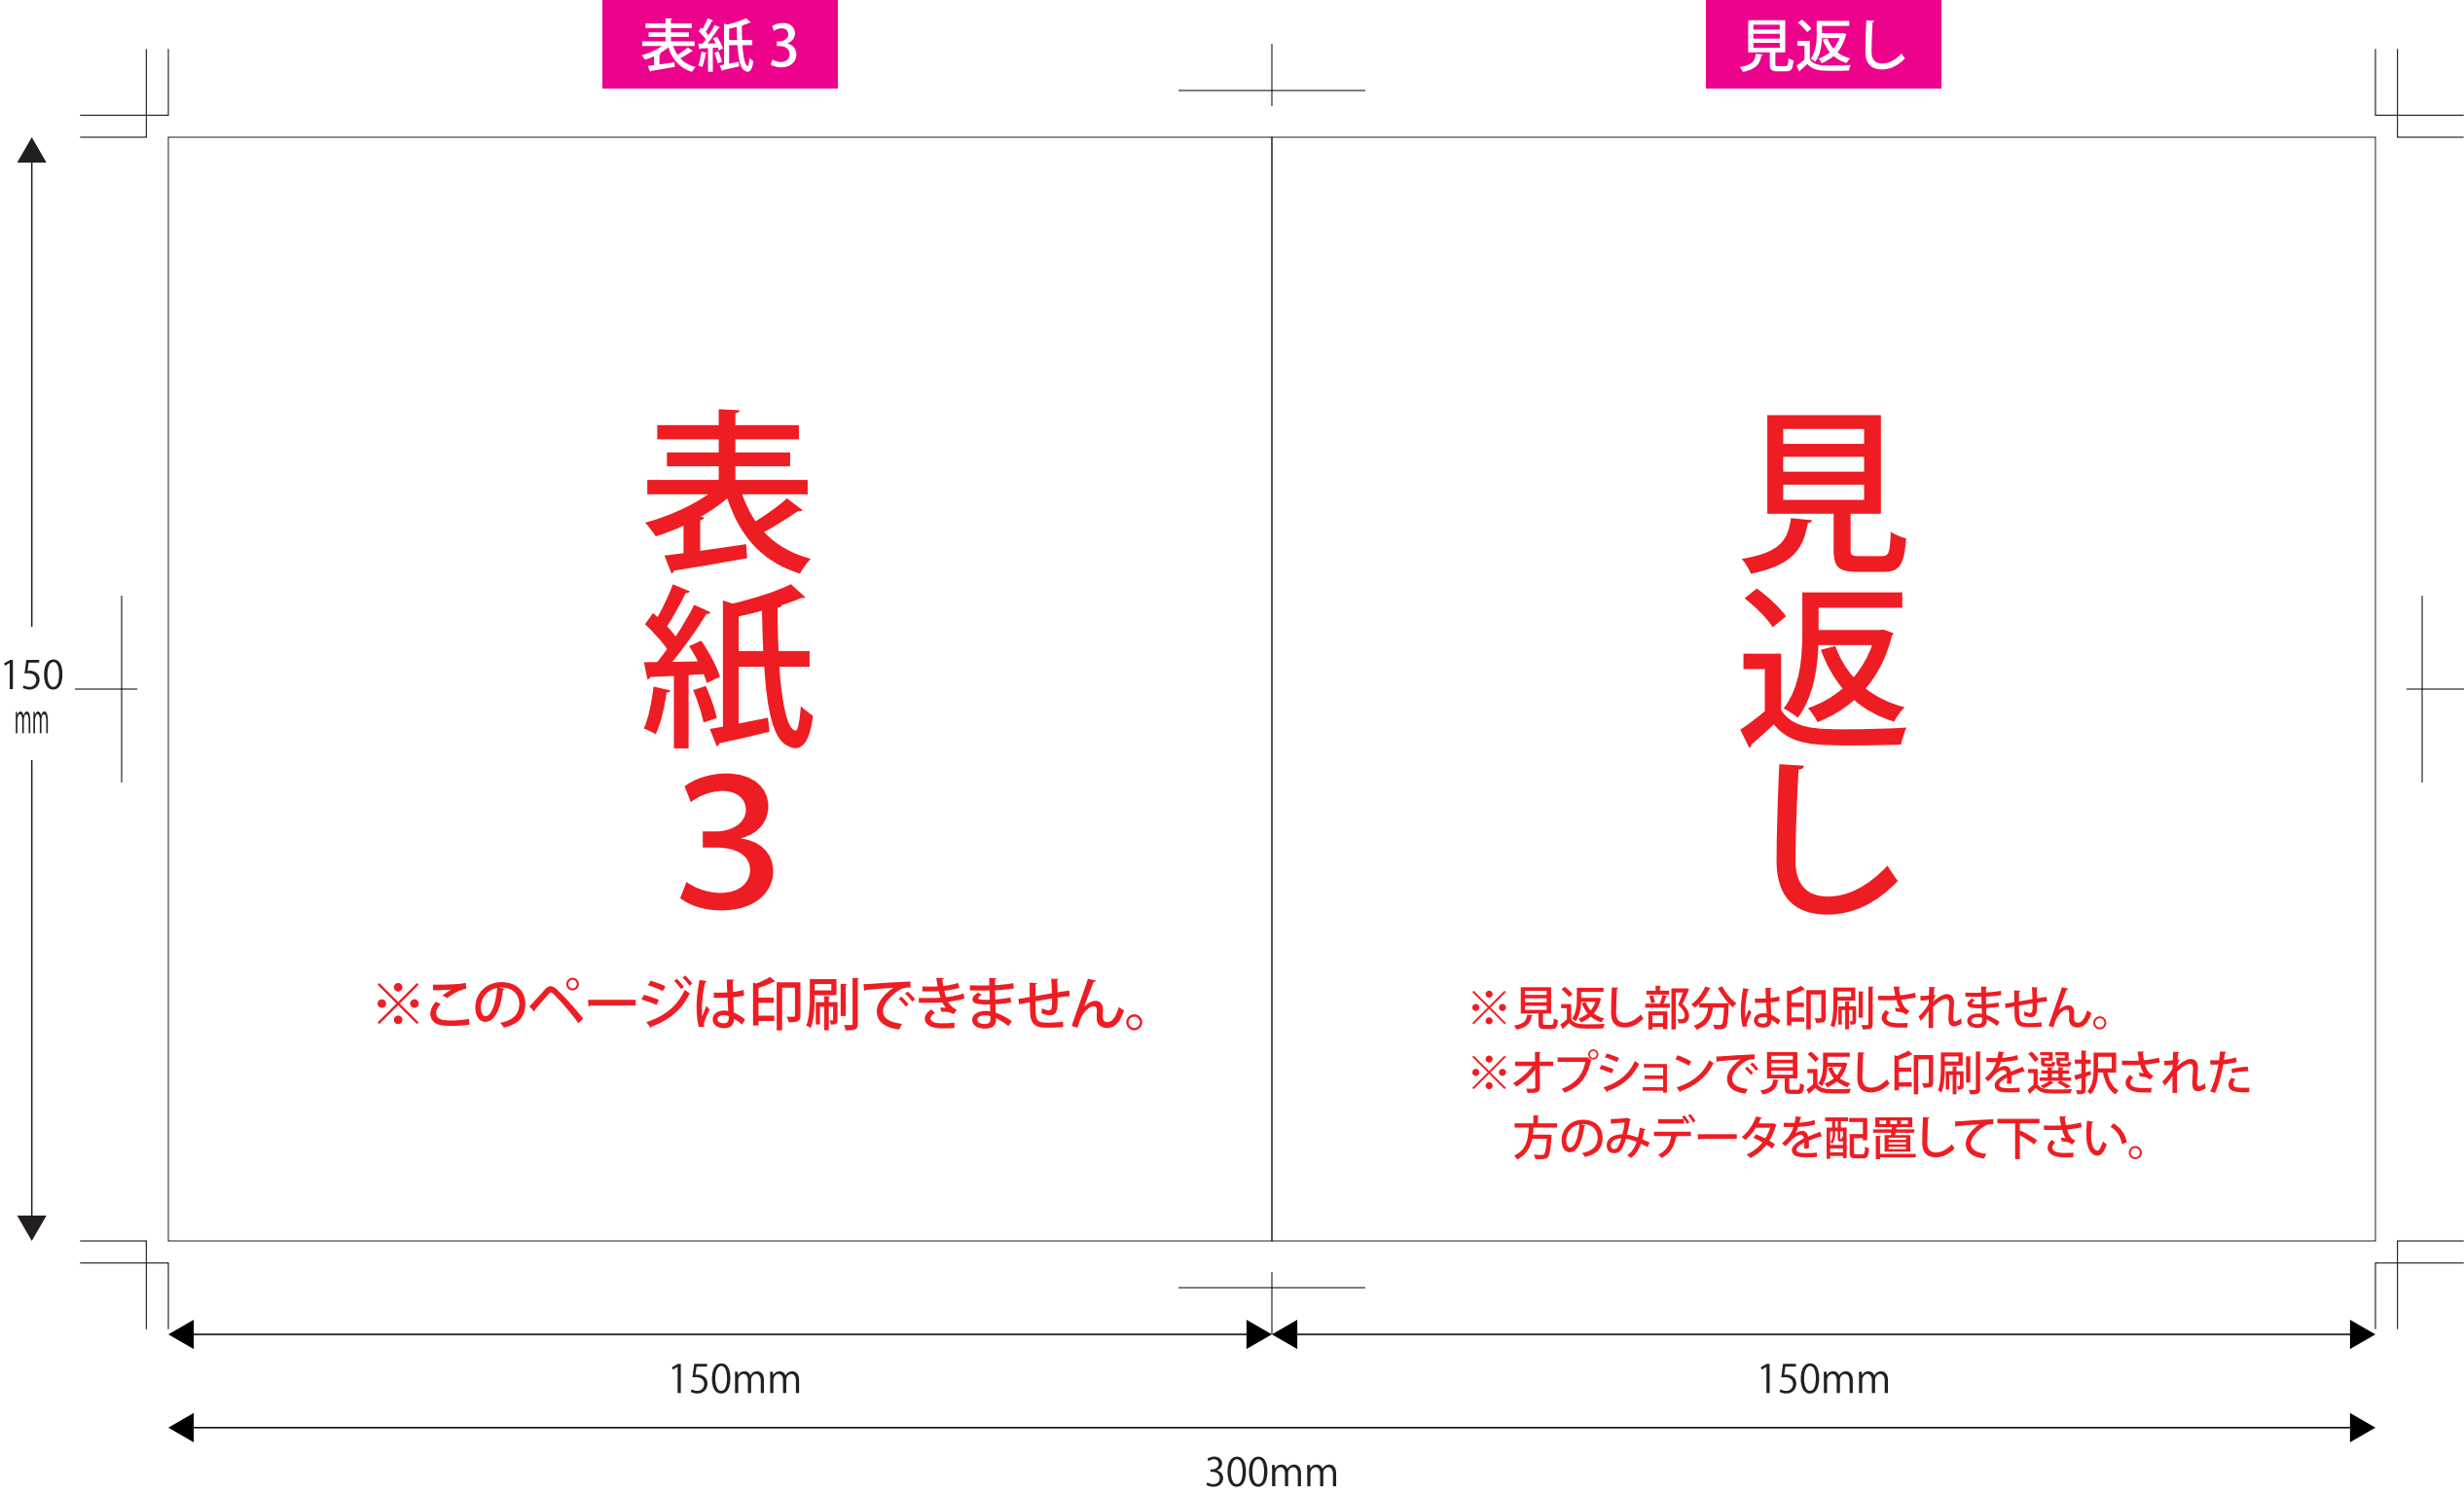 表紙3
見返し
表紙3
※このページは印刷できません。
見返し
※見返し部分は印刷されません。
※オプションで見返し印刷を選択された
方のみデータを配置して下さい。
150mm
150mm
150mm
300mm